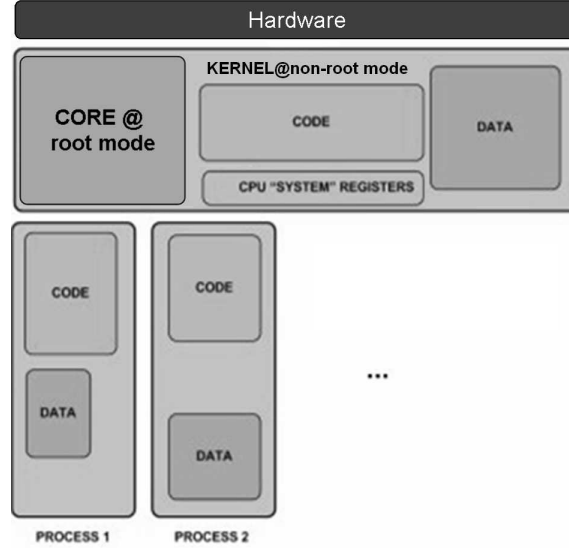 Hardware
KERNEL@non-root mode
CORE @
root mode
CODE
DATA
CPU "SYSTEM" REGISTERS
CODE
DATA
CODE
DATA
...
PROCESS 1
PROCESS 2